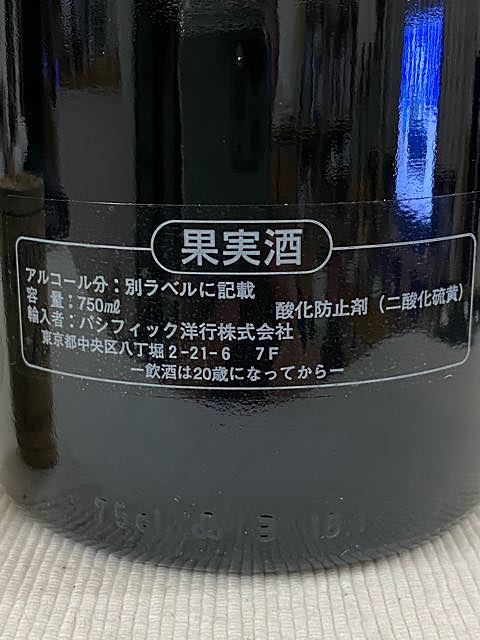 果実酒
アルコール分：別ラベルに記載
容　量：750㎖　酸化防止剤（二酸化硫黄）
輸入者：パシフィック洋行株式会社
東京都中央区八丁堀2-21-6　7F
ー飲酒は20歳になってからー
75cl